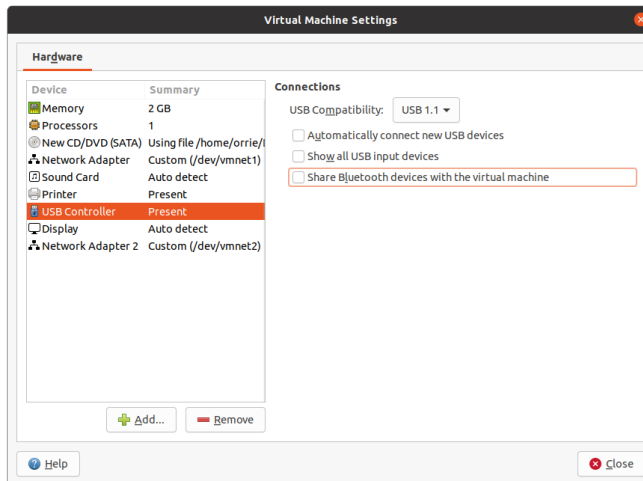 Virtual Machine Settings
Hardware
Device Summary
Memory 2 GB
Processors 1
New CD/DVD (SATA) Using file /home/orrie/
Network Adapter Custom (/dev/vmnet1)
Sound Card Auto detect
Printer Present
USB Controller Present
Display Auto detect
Network Adapter 2 Custom (/dev/vmnet2)
Add...
Remove
Connections
USB Compatibility: USB 1.1
Automatically connect new USB devices
Show all USB input devices
Share Bluetooth devices with the virtual machine
Help
Close